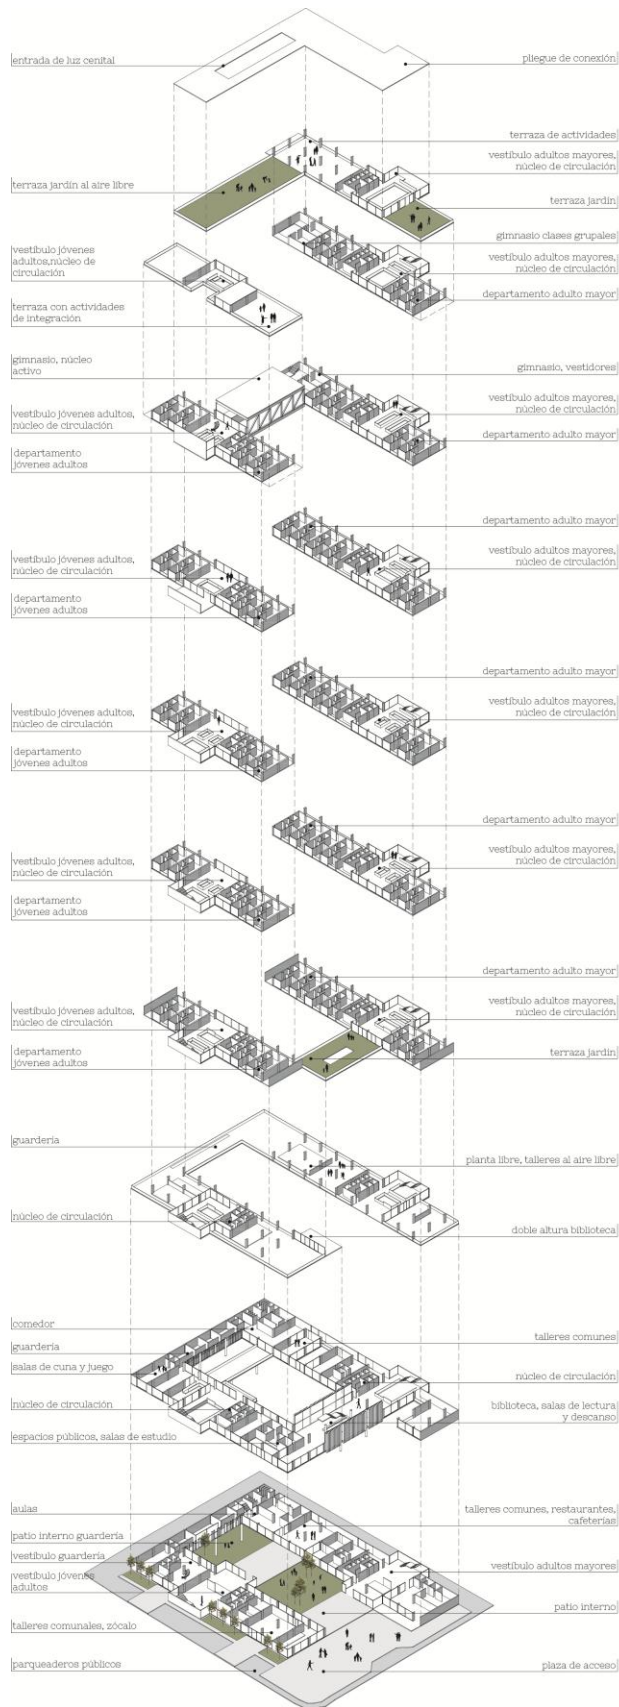 entrada de luz cenital
pliegue de conexión
terraza de actividades
vestíbulo adultos mayores,
núcleo de circulación
terraza jardín al aire libre
terraza jardín
gimnasio clases grupales
vestíbulo jóvenes
adultos,núcleo de
circulación
vestíbulo adultos mayores,
núcleo de circulación
departamento adulto mayor
terraza con actividades
de integración
gimnasio, núcleo
activo
gimnasio, vestidores
vestíbulo adultos mayores,
núcleo de circulación
vestíbulo jóvenes adultos,
núcleo de circulación
departamento adulto mayor
departamento
jóvenes adultos
departamento adulto mayor
vestíbulo adultos mayores,
núcleo de circulación
vestíbulo jóvenes adultos,
núcleo de circulación
departamento
jóvenes adultos
departamento adulto mayor
vestíbulo adultos mayores,
núcleo de circulación
vestíbulo jóvenes adultos,
núcleo de circulación
departamento
jóvenes adultos
departamento adulto mayor
vestíbulo adultos mayores,
núcleo de circulación
vestíbulo jóvenes adultos,
núcleo de circulación
departamento
jóvenes adultos
departamento adulto mayor
vestíbulo adultos mayores,
núcleo de circulación
vestíbulo jóvenes adultos,
núcleo de circulación
departamento
jóvenes adultos
terraza jardín
guardería
planta libre, talleres al aire libre
núcleo de circulación
doble altura biblioteca
comedor
talleres comunes
guardería
salas de cuna y juego
núcleo de circulación
núcleo de circulación
biblioteca, salas de lectura
y descanso
espacios públicos, salas de estudio
aulas
talleres comunes, restaurantes,
cafeterías
patio interno guardería
vestíbulo guardería
vestíbulo adultos mayores
vestíbulo jóvenes
adultos
patio interno
talleres comunales, zócalo
parqueaderos públicos
plaza de acceso